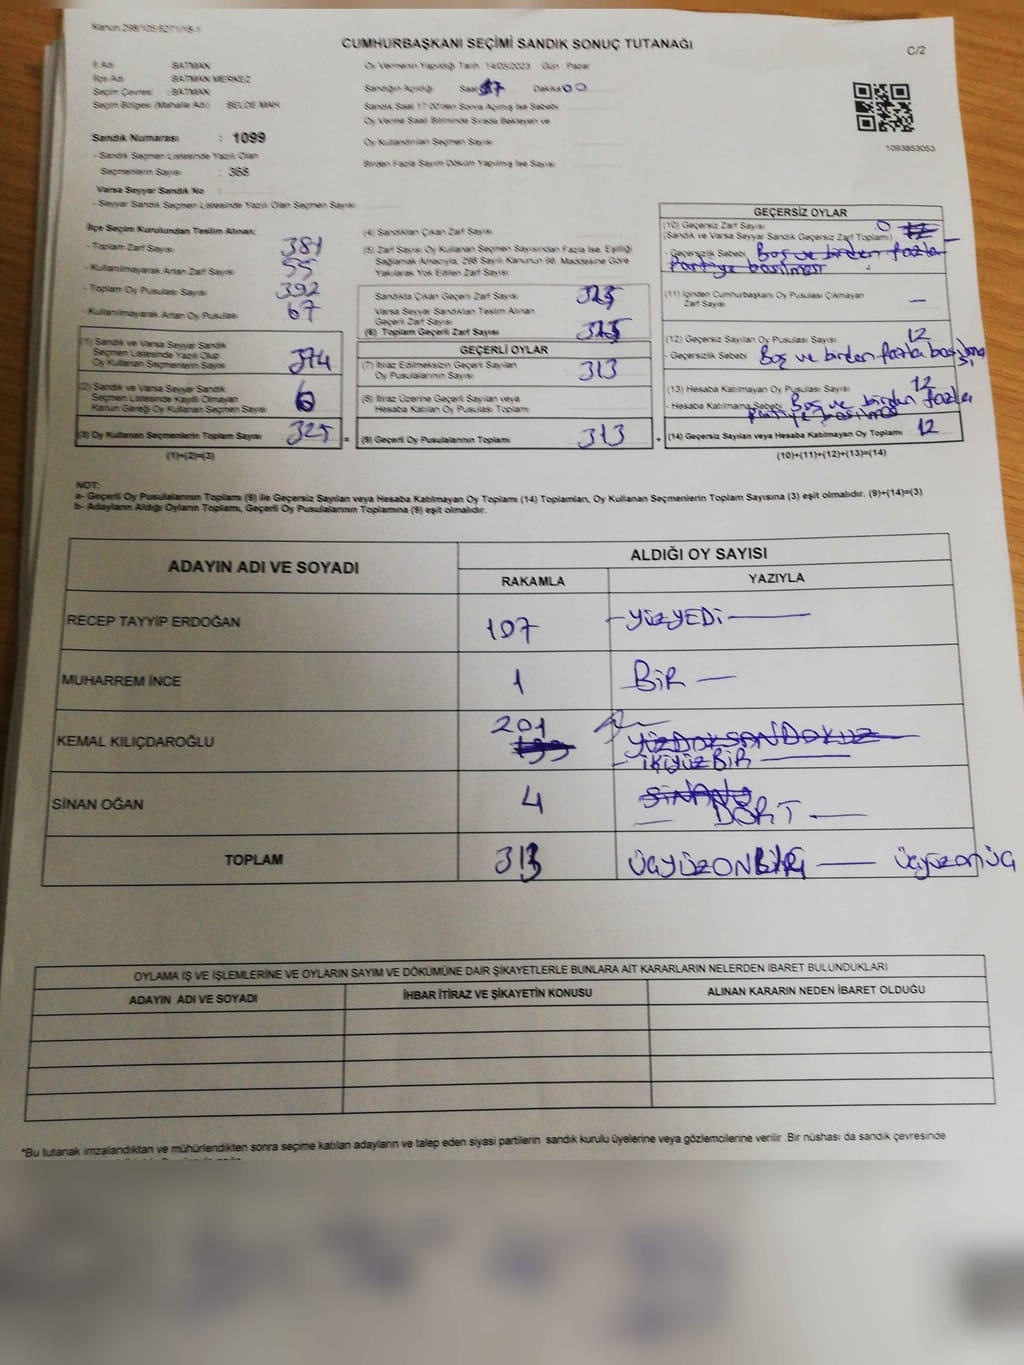 Kanun:298/105/6271/16-1
CUMHURBAŞKANI SEÇİMİ SANDIK SONUÇ TUTANAĞI
C/2
İl Adı : BATMAN
İlçe Adı : BATMAN MERKEZ
Seçim Çevresi : BATMAN
Seçim Bölgesi (Mahalle Adı) : BELDE MAH.
Sandık Numarası : 1099
- Sandık Seçmen Listesinde Yazılı Olan
Seçmenlerin Sayısı : 368
Varsa Seyyar Sandık No :
- Seyyar Sandık Seçmen Listesinde Yazılı Olan Seçmen Sayısı
Oy Vermenin Yapıldığı Tarih: 14/05/2023 Gün: Pazar
Sandığın Açıldığı Saat 17 Dakika 00
Sandık Saat 17:00'den Sonra Açılmış İse Sebebi
Oy Verme Saati Bitiminde Sırada Bekleyen ve
Oy Kullandırılan Seçmen Sayısı
Birden Fazla Sayım Döküm Yapılmış İse Sayısı
1093853053
İlçe Seçim Kurulundan Teslim Alınan:
- Toplam Zarf Sayısı 381
- Kullanılmayarak Artan Zarf Sayısı 55
- Toplam Oy Pusulası Sayısı 392
- Kullanılmayarak Artan Oy Pusulası 67
(1) Sandık ve Varsa Seyyar Sandık
Seçmen Listesinde Yazılı Olup
Oy Kullanan Seçmenlerin Sayısı
(2) Sandık ve Varsa Seyyar Sandık
Seçmen Listesinde Kayıtlı Olmayan
Kanun Gereği Oy Kullanan Seçmen Sayısı
(3) Oy Kullanan Seçmenlerin Toplam Sayısı 325 =
(1)+(2)=(3)
(4) Sandıktan Çıkan Zarf Sayısı
(5) Zarf Sayısı Oy Kullanan Seçmen Sayısından Fazla İse, Eşitliği
Sağlamak Amacıyla, 298 Sayılı Kanunun 98. Maddesine Göre
Yakılarak Yok Edilen Zarf Sayısı
Sandıkta Çıkan Geçerli Zarf Sayısı 325
Varsa Seyyar Sandıktan Teslim Alınan
Geçerli Zarf Sayısı
(6) Toplam Geçerli Zarf Sayısı 325
GEÇERLİ OYLAR
(7) İtiraz Edilmeksizin Geçerli Sayılan
Oy Pusulalarının Sayısı 313
(8) İtiraz Üzerine Geçerli Sayılan veya
Hesaba Katılan Oy Pusulası Toplamı
(9) Geçerli Oy Pusulalarının Toplamı 313 +
GEÇERSİZ OYLAR
(10) Geçersiz Zarf Sayısı 0 12
(Sandık ve Varsa Seyyar Sandık Geçersiz Zarf Toplamı) -
- Geçersizlik Sebebi Boş ve birden fazla
Partiye basılması
(11) İçinden Cumhurbaşkanı Oy Pusulası Çıkmayan
Zarf Sayısı -
(12) Geçersiz Sayılan Oy Pusulası Sayısı 12
- Geçersizlik Sebebi Boş ve birden fazla basılması
(13) Hesaba Katılmayan Oy Pusulası Sayısı 12
- Hesaba Katılmama Sebebi Boş ve birden fazla
Partiye basılması
(14) Geçersiz Sayılan veya Hesaba Katılmayan Oy Toplamı 12
(10)+(11)+(12)+(13)=(14)
NOT:
a- Geçerli Oy Pusulalarının Toplamı (9) ile Geçersiz Sayılan veya Hesaba Katılmayan Oy Toplamı (14) Toplamları, Oy Kullanan Seçmenlerin Toplam Sayısına (3) eşit olmalıdır. (9)+(14)=(3)
b- Adayların Aldığı Oyların Toplamı, Geçerli Oy Pusulalarının Toplamına (9) eşit olmalıdır.
ADAYIN ADI VE SOYADI
ALDIĞI OY SAYISI
RAKAMLA YAZIYLA
RECEP TAYYİP ERDOĞAN 107 - YÜZYEDİ -
MUHARREM İNCE 1 BİR -
KEMAL KILIÇDAROĞLU 201 199 YÜZDOKSANDOKUZ
- İKİYÜZBİR -
SİNAN OĞAN 4 SİNAN
- DÖRT -
TOPLAM 313 ÜÇYÜZON - ÜÇYÜZONÜÇ
OYLAMA İŞ VE İŞLEMLERİNE VE OYLARIN SAYIM VE DÖKÜMÜNE DAİR ŞİKAYETLERLE BUNLARA AİT KARARLARIN NELERDEN İBARET BULUNDUKLARI
ADAYIN ADI VE SOYADI İHBAR İTİRAZ VE ŞİKAYETİN KONUSU ALINAN KARARIN NEDEN İBARET OLDUĞU
*Bu tutanak imzalandıktan ve mühürlendikten sonra seçime katılan adayların ve talep eden siyasi partilerin sandık kurulu üyelerine veya gözlemcilerine verilir .Bir nüshası da sandık çevresinde